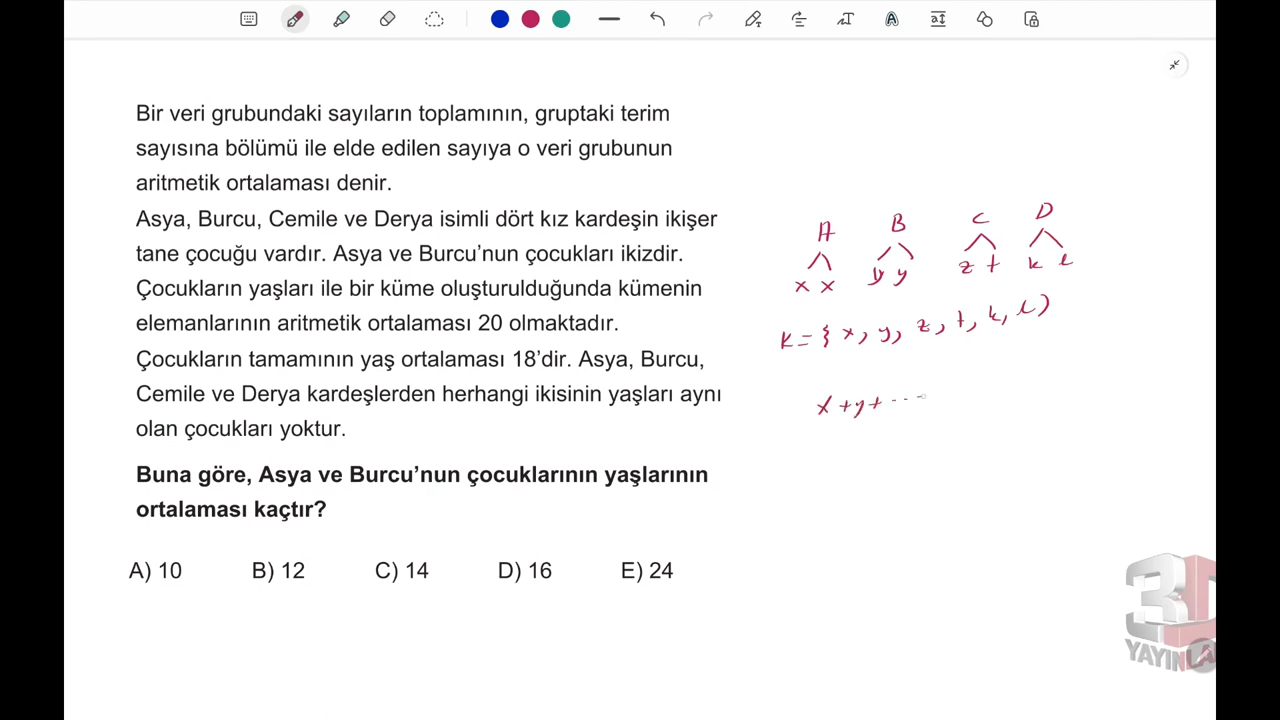 Bir veri grubundaki sayıların toplamının, gruptaki terim
sayısına bölümü ile elde edilen sayıya o veri grubunun
aritmetik ortalaması denir.
Asya, Burcu, Cemile ve Derya isimli dört kız kardeşin ikişer
tane çocuğu vardır. Asya ve Burcu'nun çocukları ikizdir.
Çocukların yaşları ile bir küme oluşturulduğunda kümenin
elemanlarının aritmetik ortalaması 20 olmaktadır.
Çocukların tamamının yaş ortalaması 18'dir. Asya, Burcu,
Cemile ve Derya kardeşlerden herhangi ikisinin yaşları aynı
olan çocukları yoktur.
Buna göre, Asya ve Burcu'nun çocuklarının yaşlarının
ortalaması kaçtır?
A) 10 B) 12 C) 14 D) 16 E) 24
A B C D
x x y y z t k l
K = { x, y, z, t, k, l }
x + y + ....
3D
YAYINLA